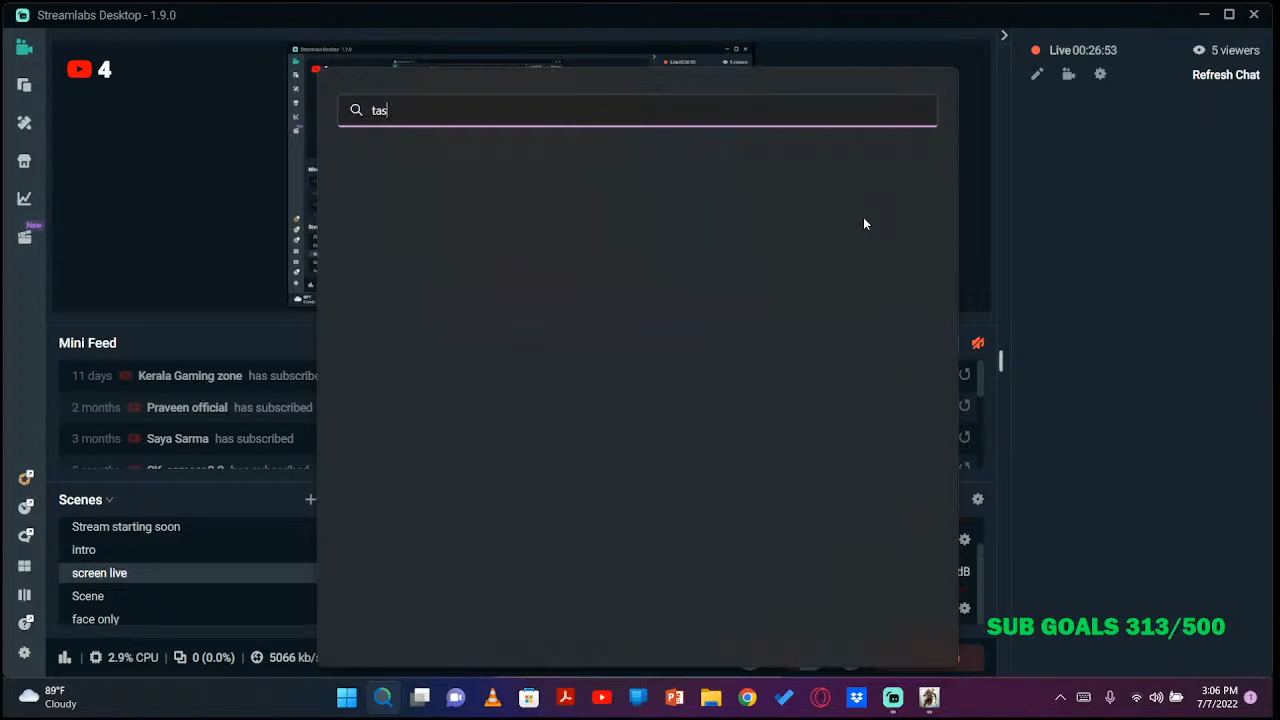 Streamlabs Desktop - 1.9.0
4
Live 00:26:53
5 viewers
Refresh Chat
tas
New
Mini Feed
11 days Kerala Gaming zone has subscribe
2 months Praveen official has subscribed
3 months Saya Sarma has subscribed
Scenes
Stream starting soon
intro
screen live
Scene
face only
dB
SUB GOALS 313/500
2.9% CPU 0 (0.0%) 5066 kb/s
89°F
Cloudy
3:06 PM
7/7/2022
1